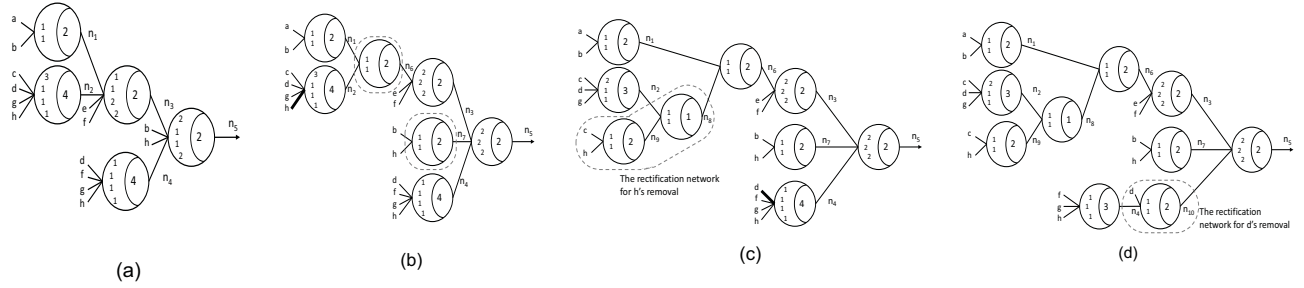 a
b
1
1
2
n1
c
d
g
h
3
1
1
1
4
n2
1
1
2
2
2
e
f
n3
b
h
2
1
1
2
2
n5
d
f
g
h
1
1
1
1
4
n4
(a)
a
b
1
1
2
n1
c
d
g
h
3
1
1
1
4
n2
1
1
2
n6
e
f
2
2
2
2
n3
b
h
1
1
2
n7
2
2
2
2
n5
d
f
g
h
1
1
1
1
4
n4
(b)
a
b
1
1
2
n1
c
d
g
2
1
1
3
n2
c
h
1
1
2
n9
1
1
1
n8
The rectification network
for h's removal
1
1
2
n6
e
f
2
2
2
2
n3
b
h
1
1
2
n7
2
2
2
2
n5
d
f
g
h
1
1
1
1
4
n4
(c)
a
b
1
1
2
n1
c
d
g
2
1
1
3
n2
c
h
1
1
2
n9
1
1
1
n8
1
1
2
n6
e
f
2
2
2
2
n3
b
h
1
1
2
n7
2
2
2
2
n5
f
g
h
1
1
1
3
n4
d
1
1
2
n10
The rectification
network for d's removal
(d)